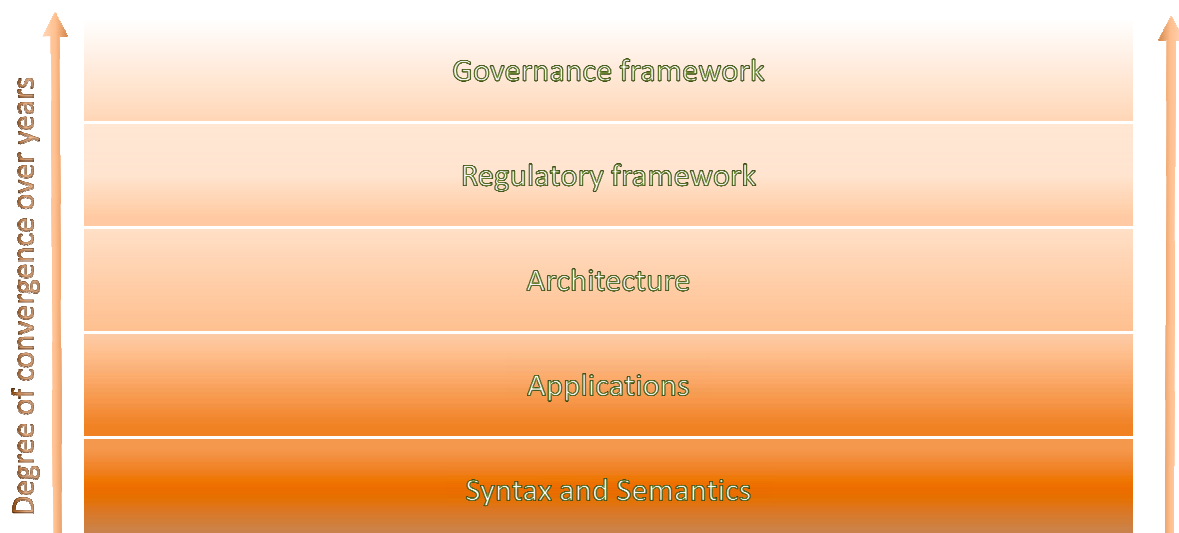 Degree of convergence over years
Governance framework
Regulatory framework
Architecture
Applications
Syntax and Semantics